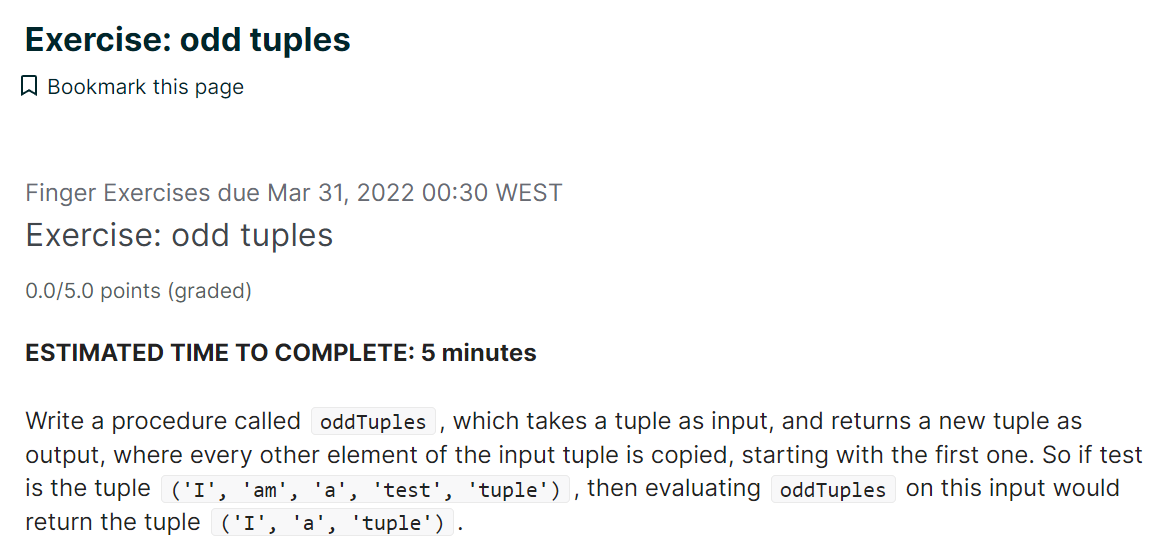 Exercise: odd tuples
Bookmark this page
Finger Exercises due Mar 31, 2022 00:30 WEST
Exercise: odd tuples
0.0/5.0 points (graded)
ESTIMATED TIME TO COMPLETE: 5 minutes
Write a procedure called oddTuples, which takes a tuple as input, and returns a new tuple as
output, where every other element of the input tuple is copied, starting with the first one. So if test
is the tuple ('I', 'am', 'a', 'test', 'tuple'), then evaluating oddTuples on this input would
return the tuple ('I', 'a', 'tuple').